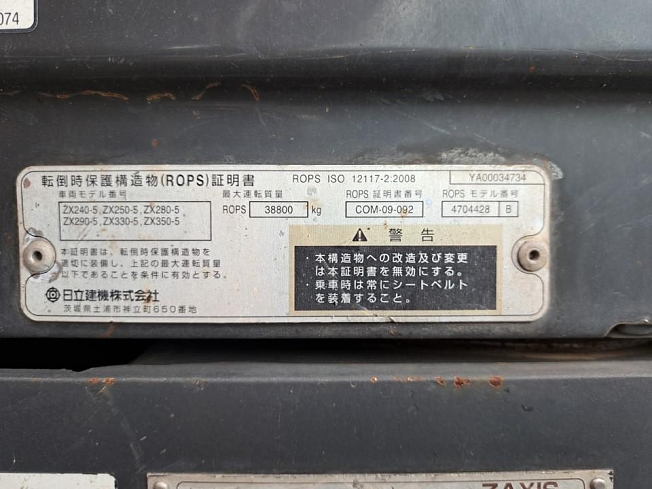 074
転倒時保護構造物(ROPS)証明書
ROPS ISO 12117-2:2008
YA00034734
車両モデル番号
最大運転質量
ROPS 証明書番号
ROPS モデル番号
ZX240-5, ZX250-5, ZX280-5
ZX290-5, ZX330-5, ZX350-5
ROPS 38800 kg
COM-09-092
4704428 B
本証明書は、転倒時保護構造物を
適切に装備し、上記の最大運転質量
以下であることを条件に有効とする。
日立建機株式会社
茨城県土浦市神立町650番地
警告
・本構造物への改造及び変更
は本証明書を無効にする。
・乗車時は常にシートベルト
を装着すること。
ZAXIS